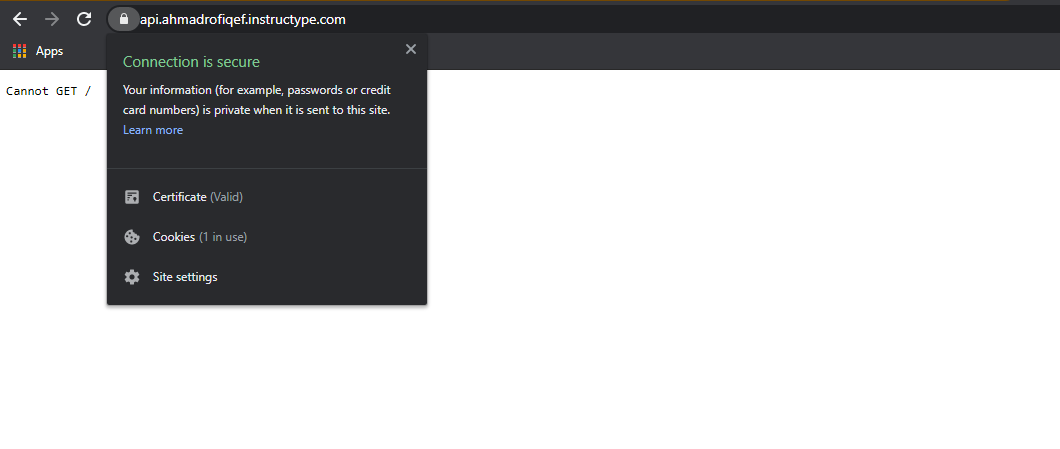 api.ahmadrofiqef.instructype.com
Apps
Connection is secure
Your information (for example, passwords or credit
card numbers) is private when it is sent to this site.
Learn more
Cannot GET /
Certificate (Valid)
Cookies (1 in use)
Site settings